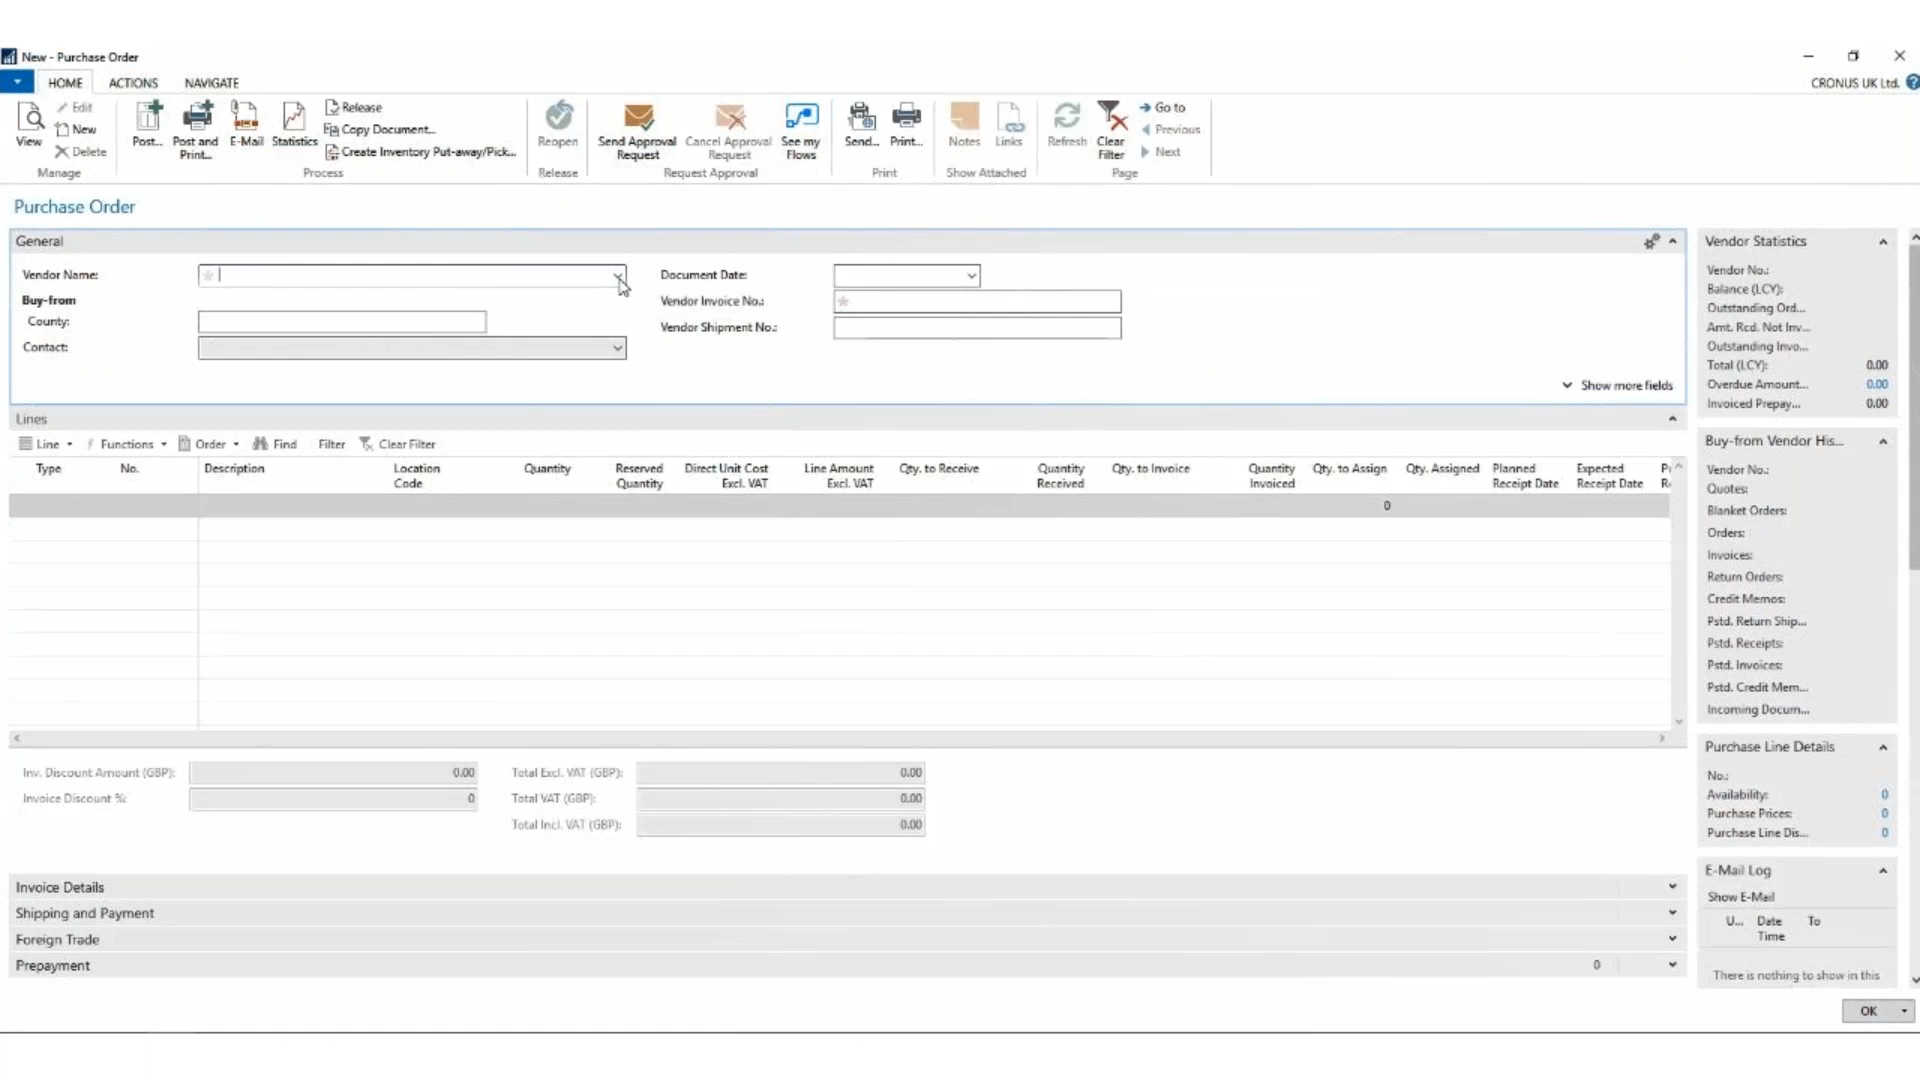 New - Purchase Order
HOME ACTIONS NAVIGATE
CRONUS UK Ltd.
View
Edit
New
Delete
Manage
Post...
Post and Print...
E-Mail
Statistics
Release
Copy Document...
Create Inventory Put-away/Pick...
Process
Reopen
Release
Send Approval Request
Cancel Approval Request
See my Flows
Request Approval
Send...
Print...
Print
Notes
Links
Show Attached
Refresh
Clear Filter
Go to
Previous
Next
Page
Purchase Order
General
Vendor Name:
Buy-from
County:
Contact:
Document Date:
Vendor Invoice No.:
Vendor Shipment No.:
Show more fields
Lines
Line Functions Order Find Filter Clear Filter
Type No. Description Location Code Quantity Reserved Quantity Direct Unit Cost Excl. VAT Line Amount Excl. VAT Qty. to Receive Quantity Received Qty. to Invoice Quantity Invoiced Qty. to Assign Qty. Assigned Planned Receipt Date Expected Receipt Date
0
Inv. Discount Amount (GBP): 0.00
Invoice Discount %: 0
Total Excl. VAT (GBP): 0.00
Total VAT (GBP): 0.00
Total Incl. VAT (GBP): 0.00
Invoice Details
Shipping and Payment
Foreign Trade
Prepayment 0
Vendor Statistics
Vendor No.:
Balance (LCY):
Outstanding Ord...
Amt. Rcd. Not Inv...
Outstanding Invo...
Total (LCY): 0.00
Overdue Amount... 0.00
Invoiced Prepay... 0.00
Buy-from Vendor His...
Vendor No.:
Quotes:
Blanket Orders:
Orders:
Invoices:
Return Orders:
Credit Memos:
Pstd. Return Ship...
Pstd. Receipts:
Pstd. Invoices:
Pstd. Credit Mem...
Incoming Docum...
Purchase Line Details
No.:
Availability: 0
Purchase Prices: 0
Purchase Line Dis... 0
E-Mail Log
Show E-Mail
U... Date Time To
There is nothing to show in this
OK